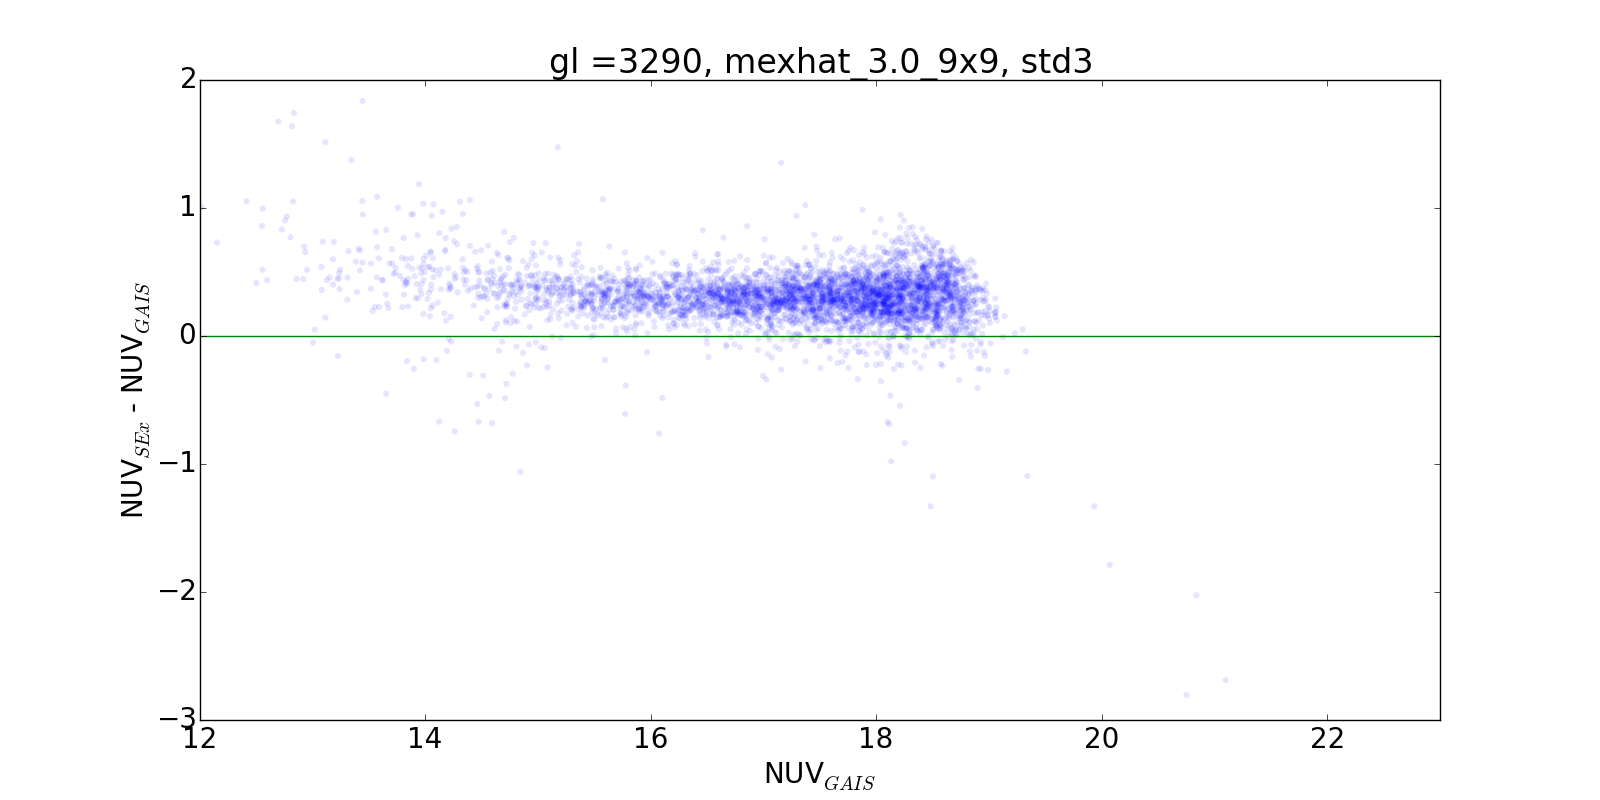 gl =3290, mexhat_3.0_9x9, std3
2
1
0
−1
−2
−3
NUV_SEx - NUV_GAIS
12 14 16 18 20 22
NUV_GAIS